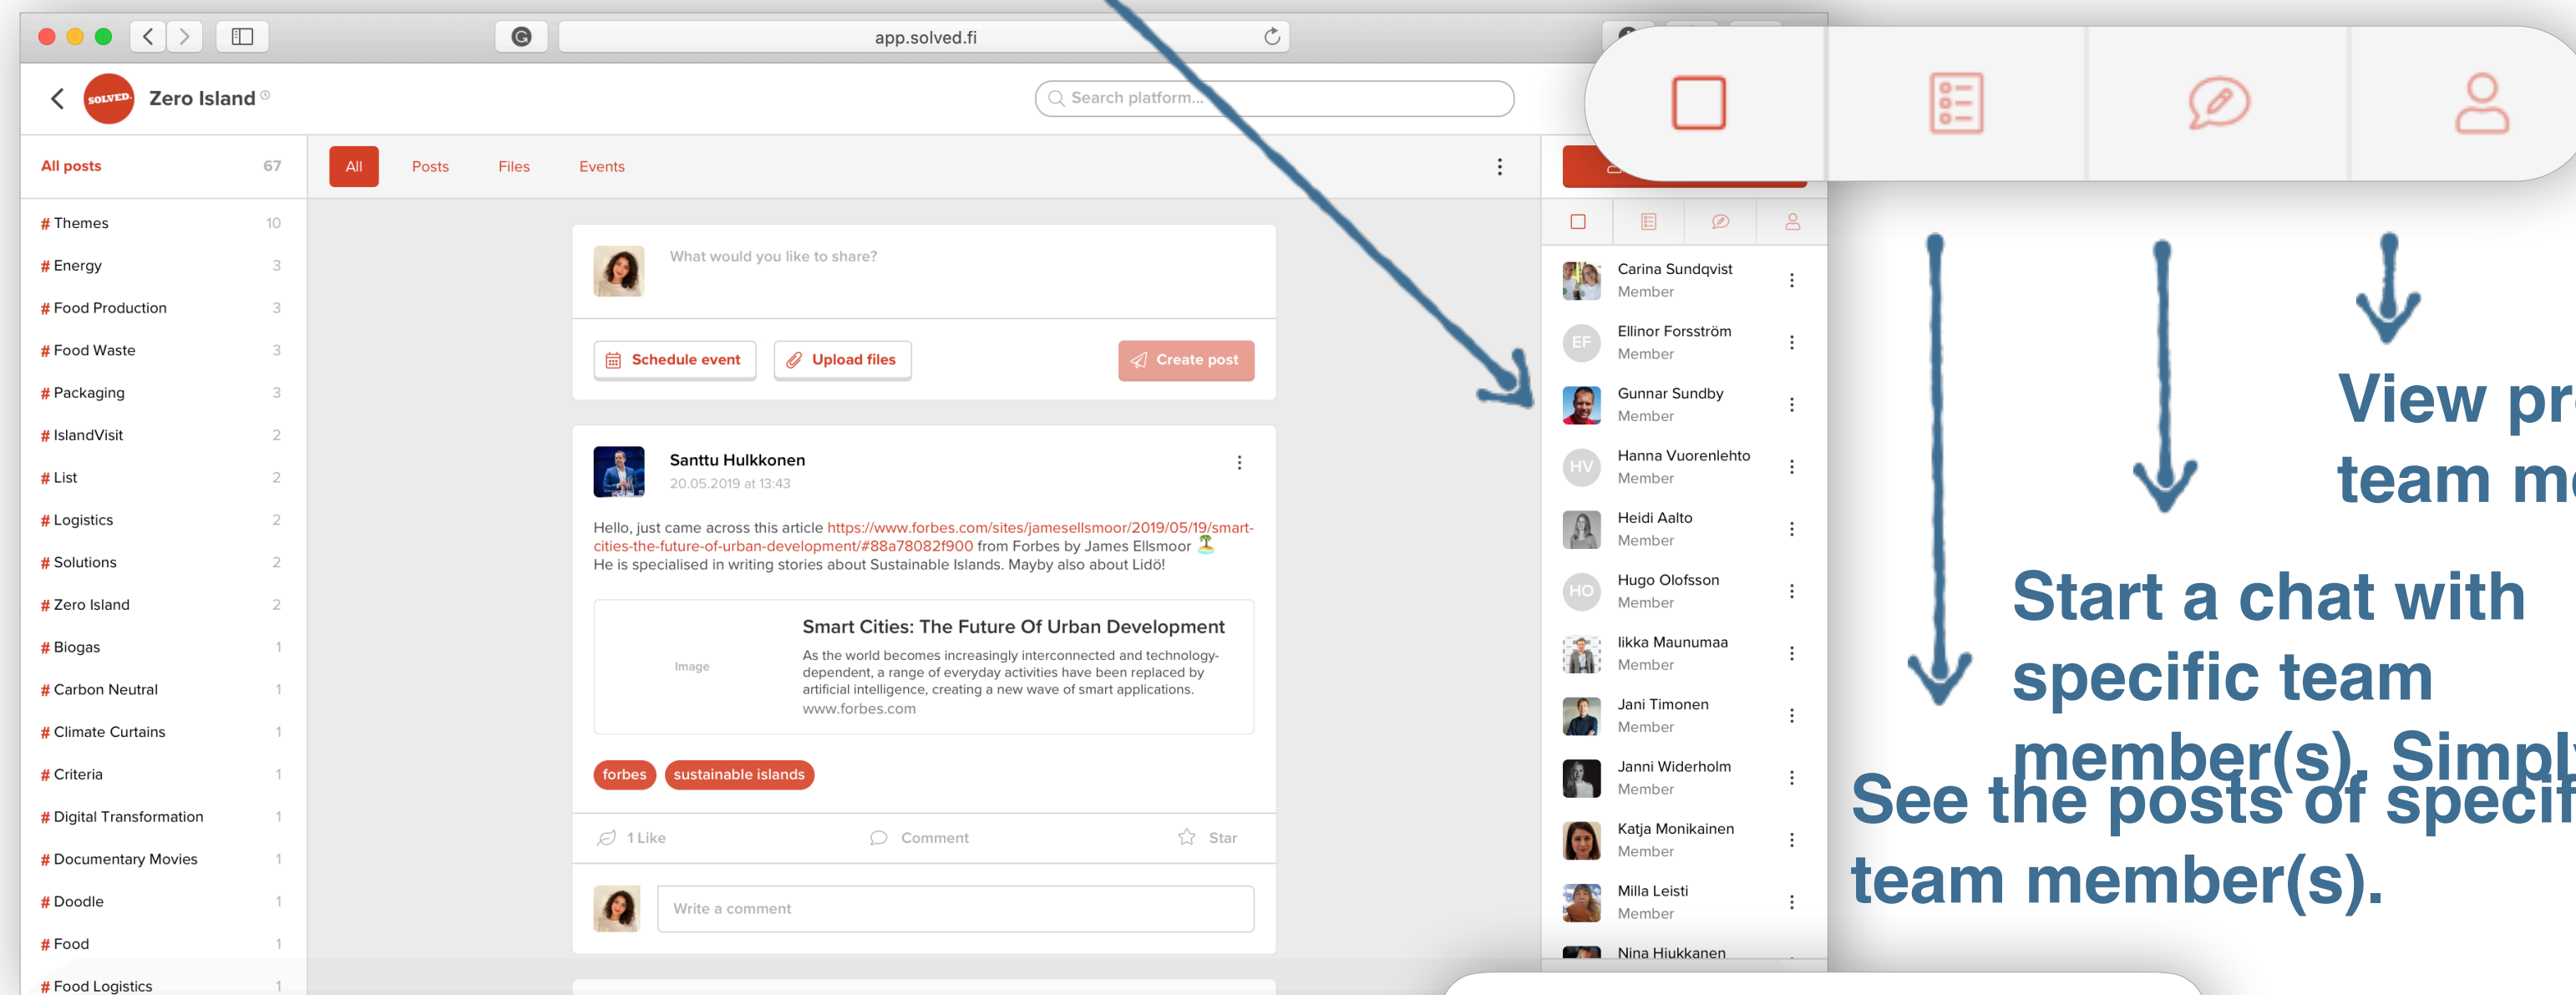 app.solved.fi
SOLVED.
Zero Island
Search platform...
All posts 67
All Posts Files Events
# Themes 10
# Energy 3
# Food Production 3
# Food Waste 3
# Packaging 3
# IslandVisit 2
# List 2
# Logistics 2
# Solutions 2
# Zero Island 2
# Biogas 1
# Carbon Neutral 1
# Climate Curtains 1
# Criteria 1
# Digital Transformation 1
# Documentary Movies 1
# Doodle 1
# Food 1
# Food Logistics 1
What would you like to share?
Schedule event Upload files Create post
Santtu Hulkkonen
20.05.2019 at 13:43
Hello, just came across this article https://www.forbes.com/sites/jamesellsmoor/2019/05/19/smart-
cities-the-future-of-urban-development/#88a78082f900 from Forbes by James Ellsmoor 🏝️
He is specialised in writing stories about Sustainable Islands. Mayby also about Lidö!
Image
Smart Cities: The Future Of Urban Development
As the world becomes increasingly interconnected and technology-
dependent, a range of everyday activities have been replaced by
artificial intelligence, creating a new wave of smart applications.
www.forbes.com
forbes sustainable islands
1 Like Comment Star
Write a comment
Carina Sundqvist
Member
EF
Ellinor Forsström
Member
Gunnar Sundby
Member
HV
Hanna Vuorenlehto
Member
Heidi Aalto
Member
HO
Hugo Olofsson
Member
Iikka Maunumaa
Member
Jani Timonen
Member
Janni Widerholm
Member
Katja Monikainen
Member
Milla Leisti
Member
Nina Hiukkanen
View pr
team m
Start a chat with
specific team
member(s). Simply
See the posts of specif
team member(s).